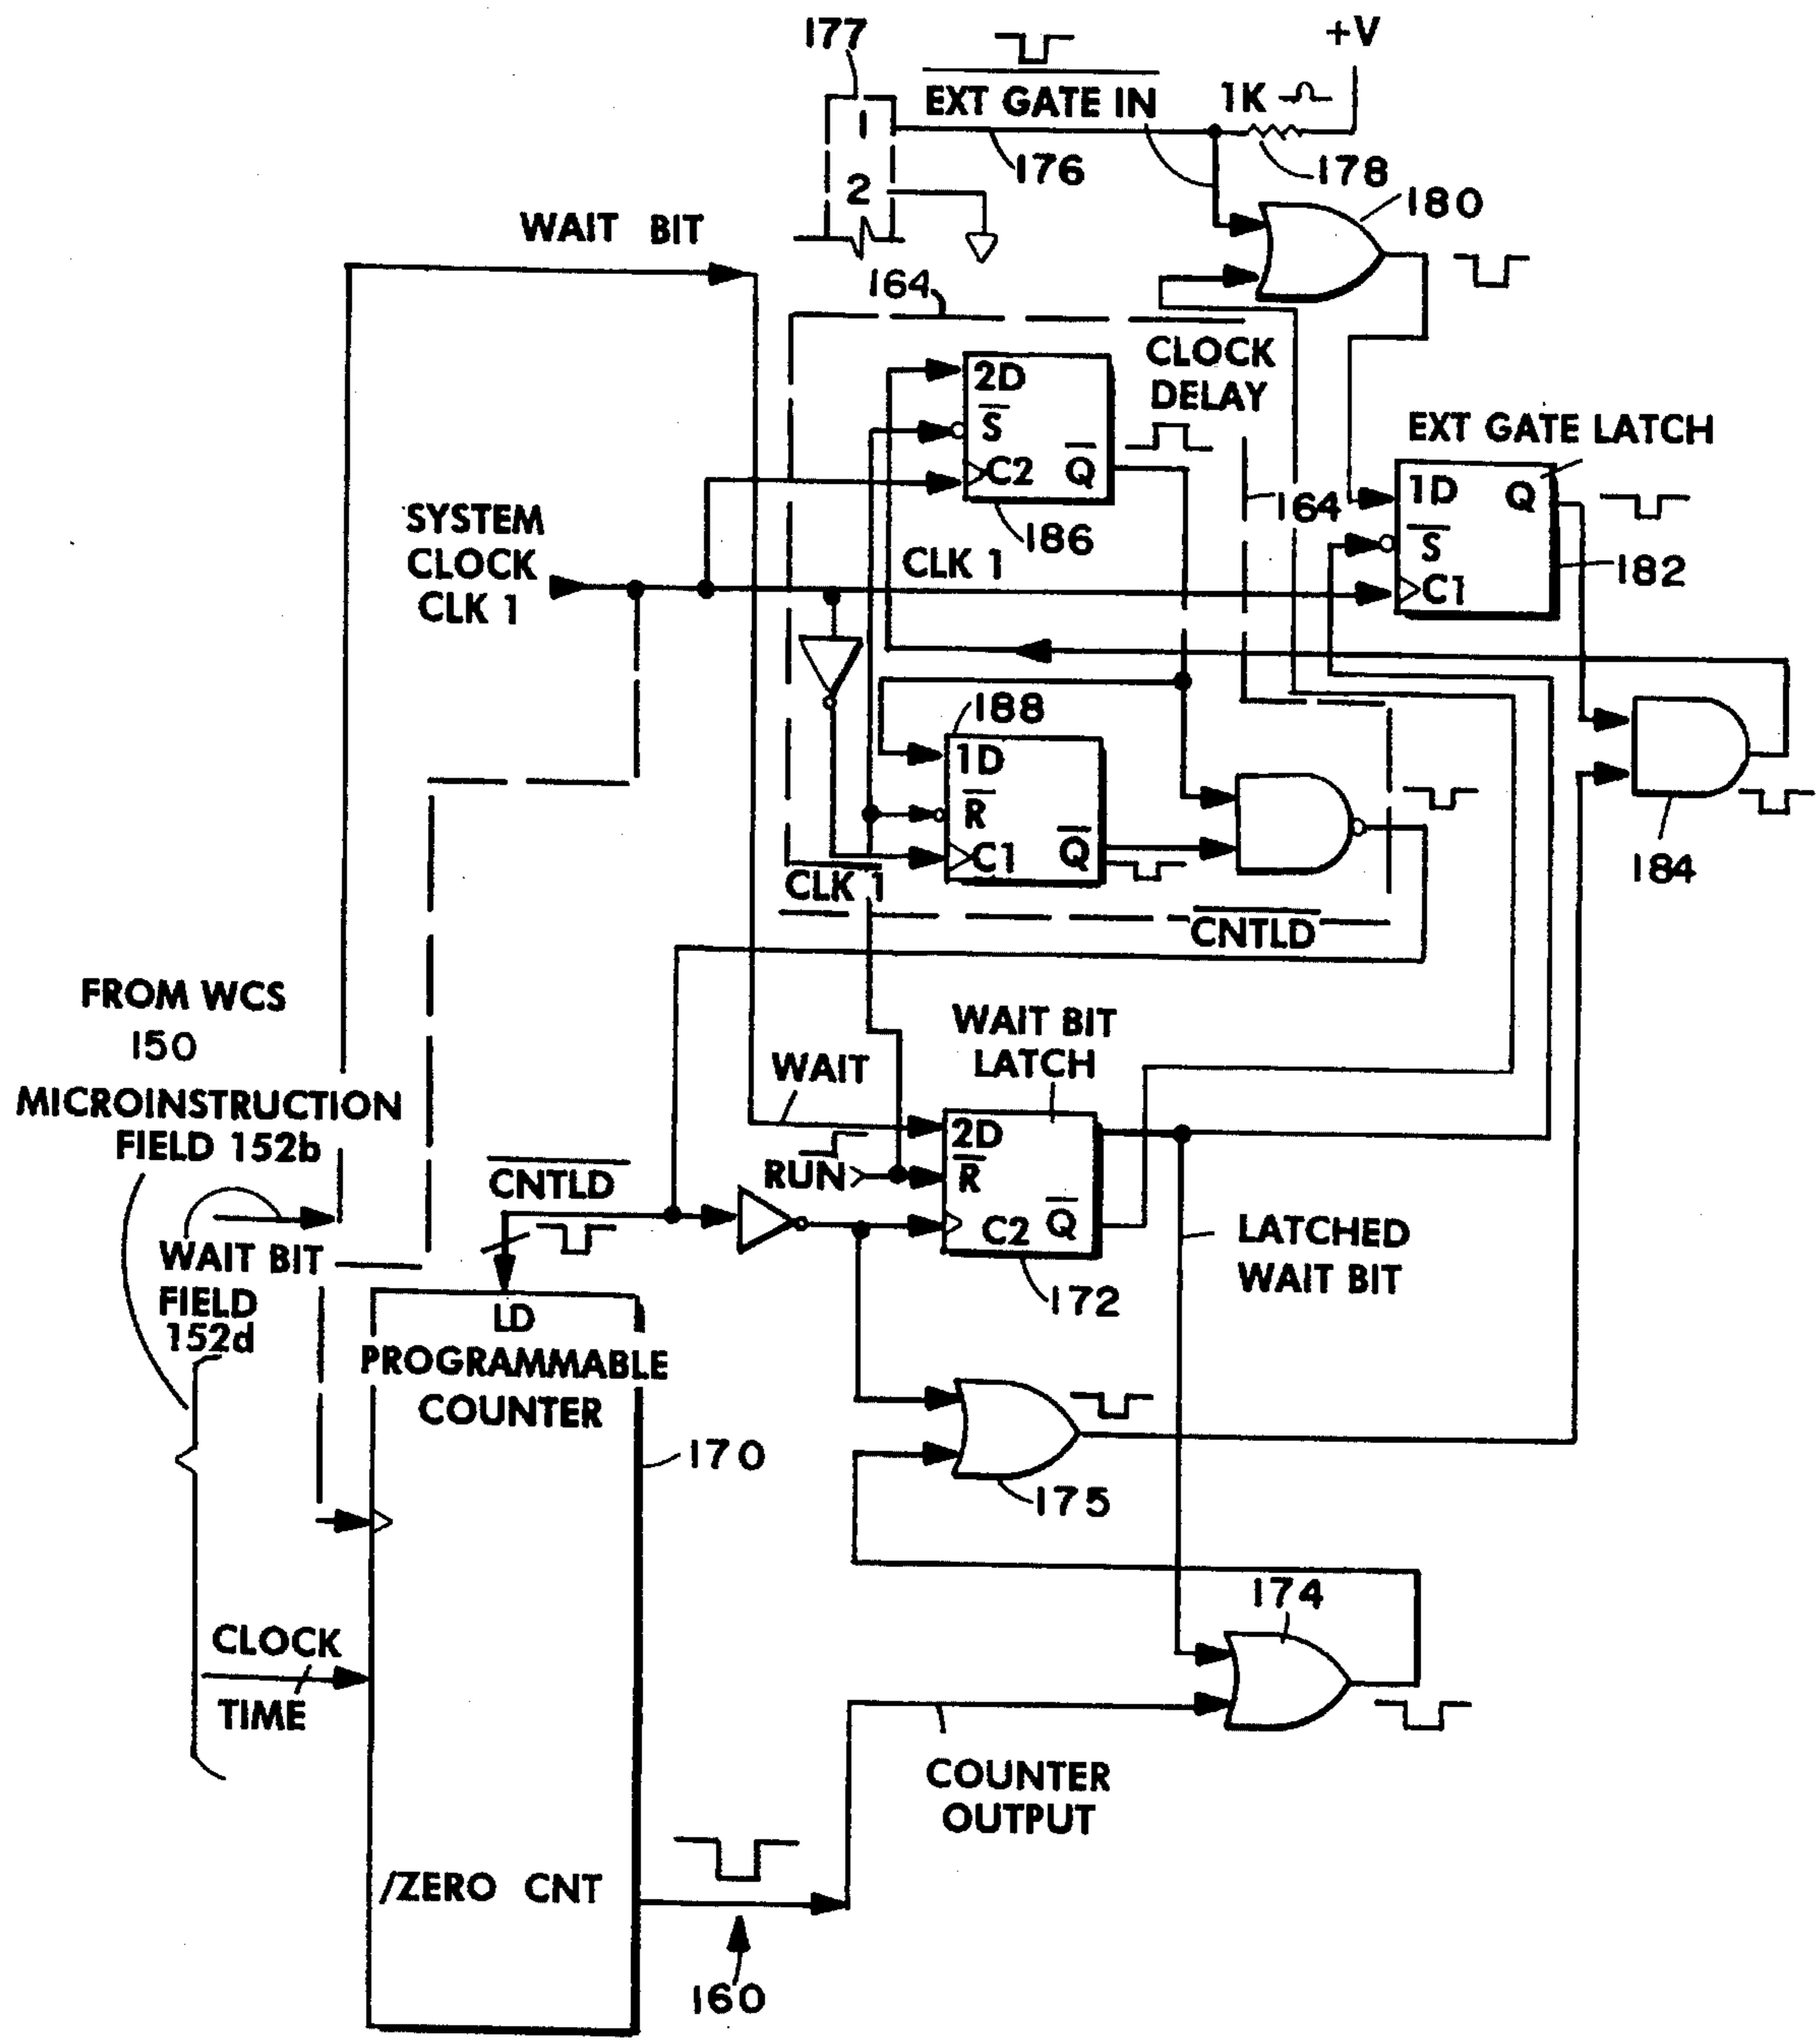 177
+V
EXT GATE IN
1K Ω
1
176
178
2
180
WAIT BIT
164
CLOCK
DELAY
2D
S
C2
Q
EXT GATE LATCH
1D
Q
S
C1
164
186
182
SYSTEM
CLOCK
CLK 1
CLK 1
188
1D
R
C1
Q
184
CLK 1
CNTLD
FROM WCS
150
WAIT BIT
LATCH
WAIT
MICROINSTRUCTION
FIELD 152b
2D
R
C2
Q
RUN
CNTLD
LATCHED
WAIT BIT
WAIT BIT
FIELD
152d
172
LD
PROGRAMMABLE
COUNTER
170
175
174
CLOCK
TIME
COUNTER
OUTPUT
/ZERO CNT
160